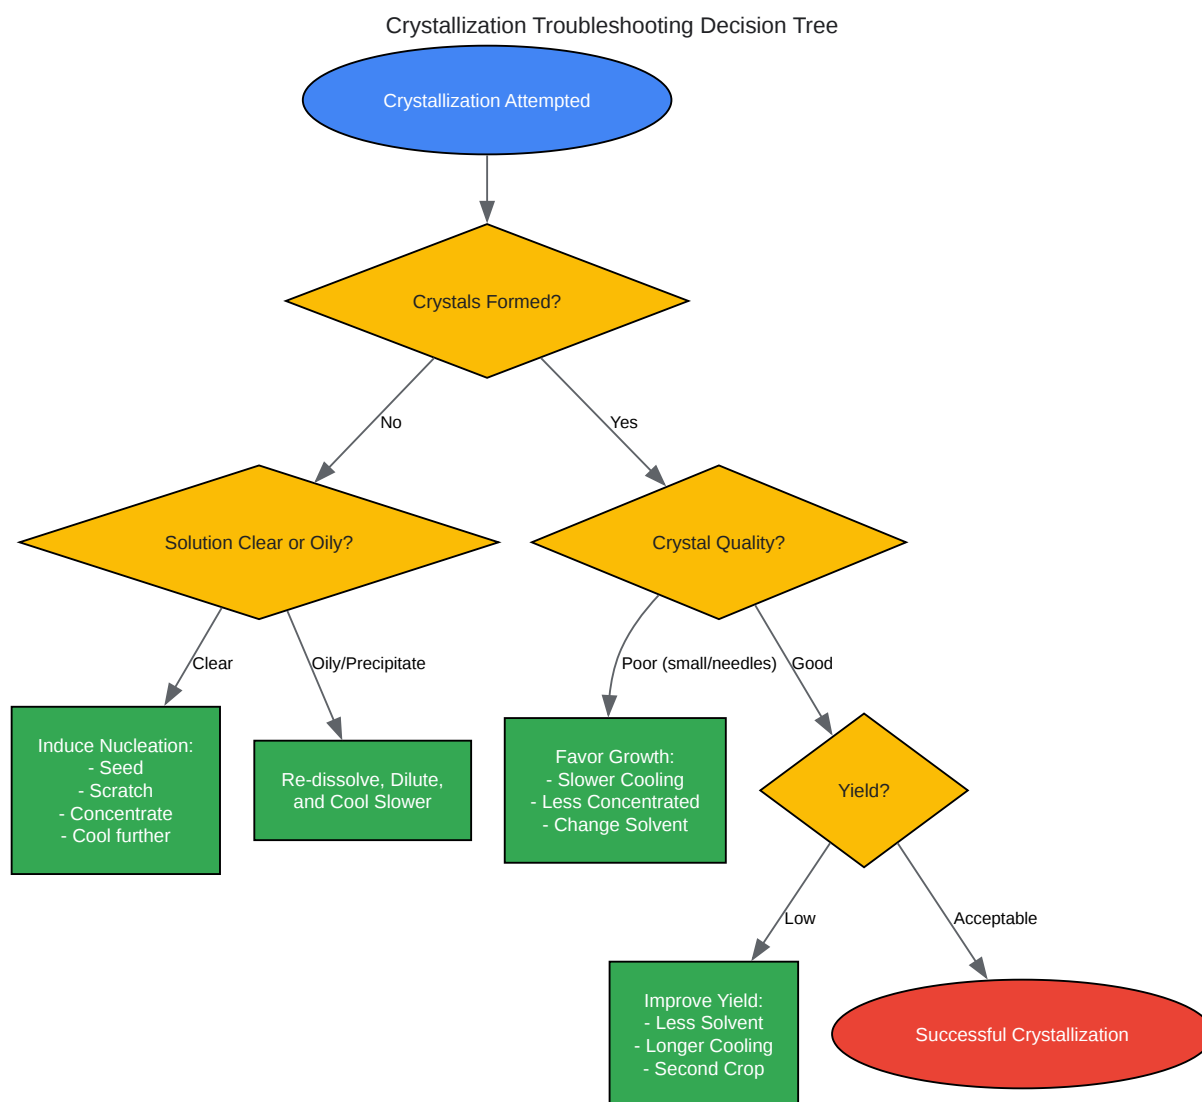 Crystallization Troubleshooting Decision Tree
Crystallization Attempted
Crystals Formed?
No
Yes
Solution Clear or Oily?
Crystal Quality?
Clear
Oily/Precipitate
Poor (small/needles)
Good
Induce Nucleation:
- Seed
- Scratch
- Concentrate
- Cool further
Re-dissolve, Dilute,
and Cool Slower
Favor Growth:
- Slower Cooling
- Less Concentrated
- Change Solvent
Yield?
Low
Acceptable
Improve Yield:
- Less Solvent
- Longer Cooling
- Second Crop
Successful Crystallization